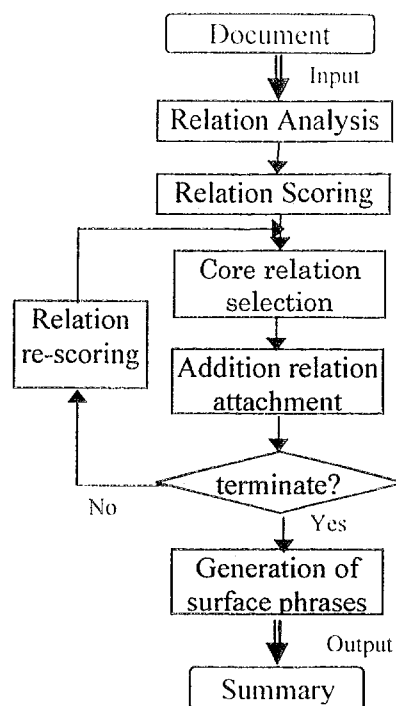 Document
Input
Relation Analysis
Relation Scoring
Core relation
selection
Relation
re-scoring
Addition relation
attachment
terminate?
No
Yes
Generation of
surface phrases
Output
Summary